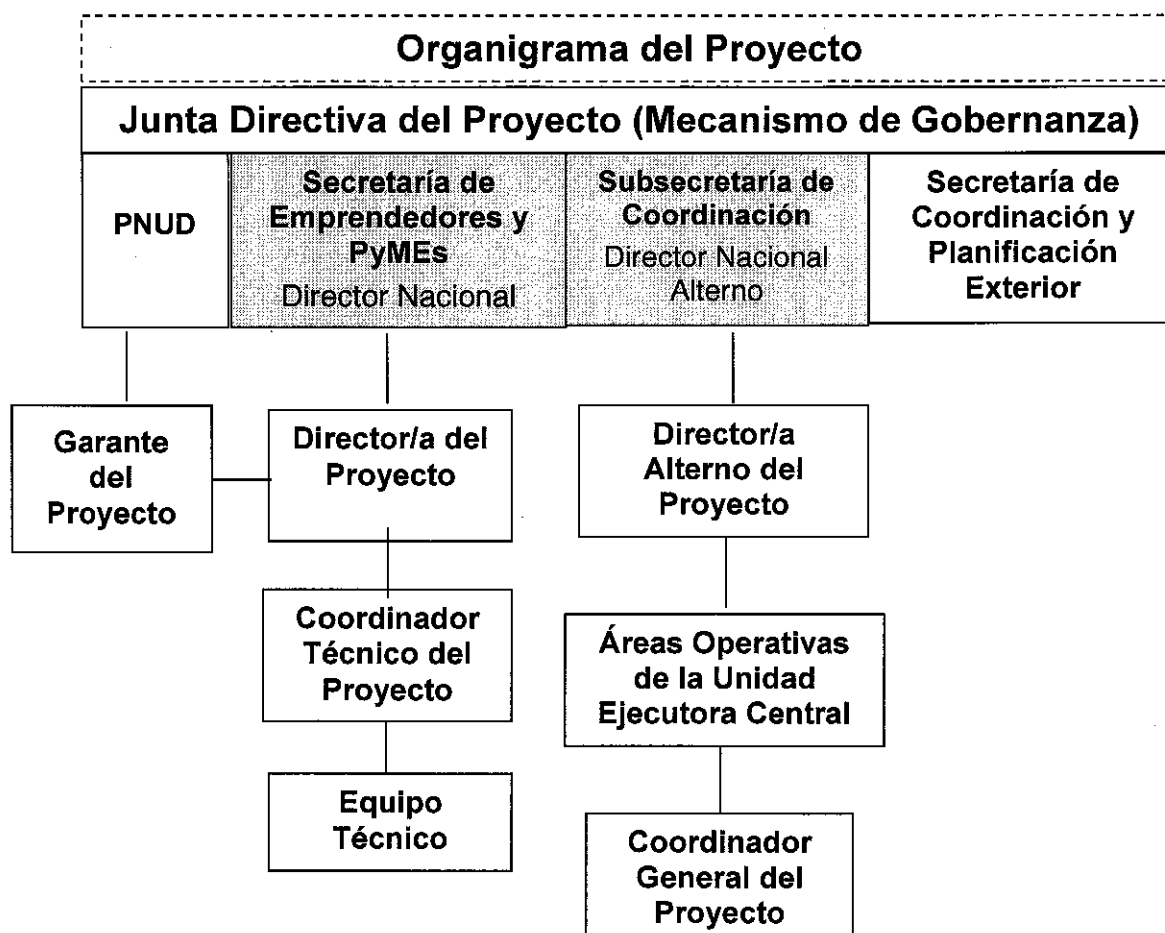 Organigrama del Proyecto
Junta Directiva del Proyecto (Mecanismo de Gobernanza)
PNUD
Secretaría de
Emprendedores y
PyMEs
Director Nacional
Subsecretaría de
Coordinación
Director Nacional
Alterno
Secretaría de
Coordinación y
Planificación
Exterior
Garante
del
Proyecto
Director/a del
Proyecto
Director/a
Alterno del
Proyecto
Coordinador
Técnico del
Proyecto
Áreas Operativas
de la Unidad
Ejecutora Central
Equipo
Técnico
Coordinador
General del
Proyecto